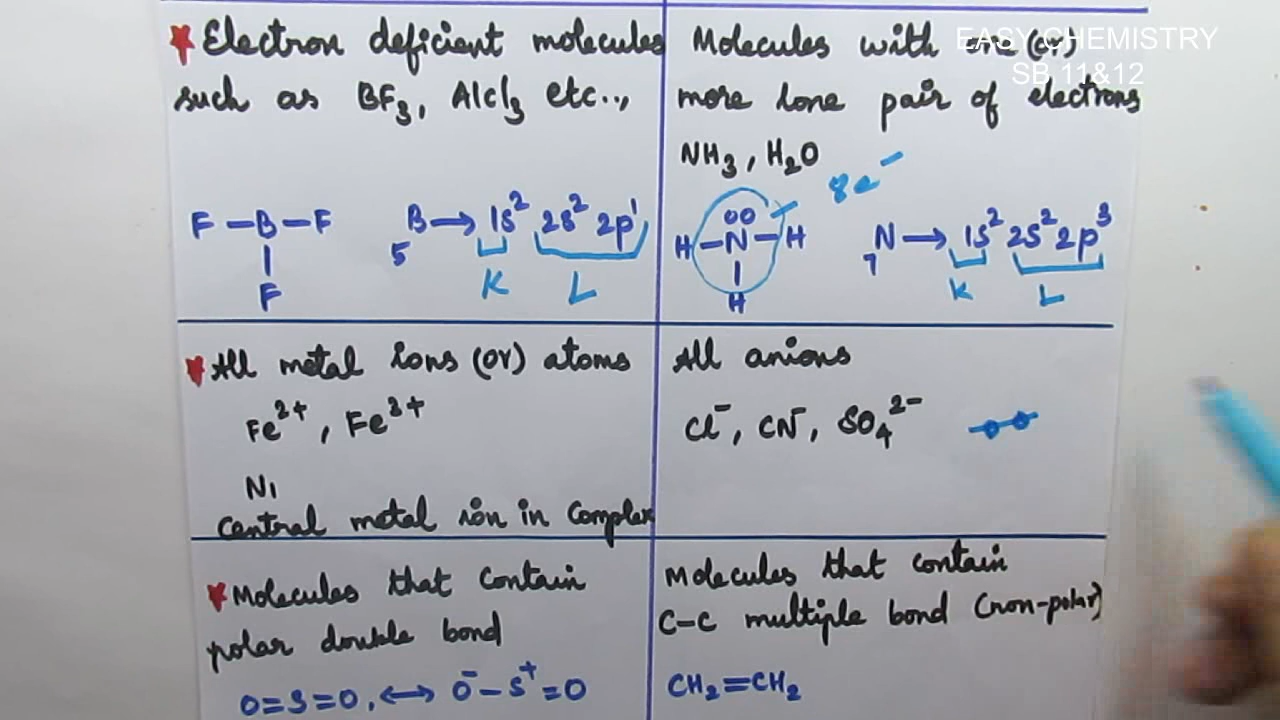 EASY CHEMISTRY
SB 11&12
★ Electron deficient molecules
such as BF₃, AlCl₃ etc..,
F – B – F
|
F
₅B → 1s² 2s² 2p¹
K L
Molecules with one (or)
more lone pair of electrons
NH₃, H₂O
8e⁻
H – N – H
|
H
₇N → 1s² 2s² 2p³
K L
★ All metal ions (or) atoms
Fe²⁺, Fe³⁺
Ni
central metal ion in Complex
All anions
Cl⁻, CN⁻, SO₄²⁻
★ Molecules that contain
polar double bond
O=S=O, ↔ O⁻ – S⁺ = O
Molecules that contain
C–C multiple bond (non-polar)
CH₂=CH₂